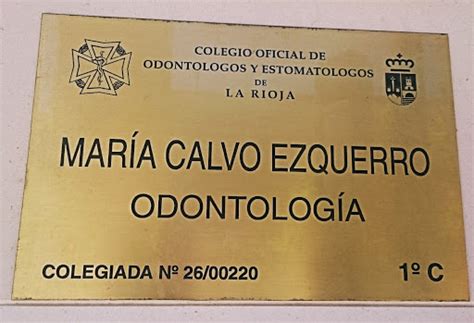 COLEGIO OFICIAL DE
ODONTOLOGOS Y ESTOMATOLOGOS
DE
LA RIOJA
MARÍA CALVO EZQUERRO
ODONTOLOGÍA
COLEGIADA Nº 26/00220 1º C